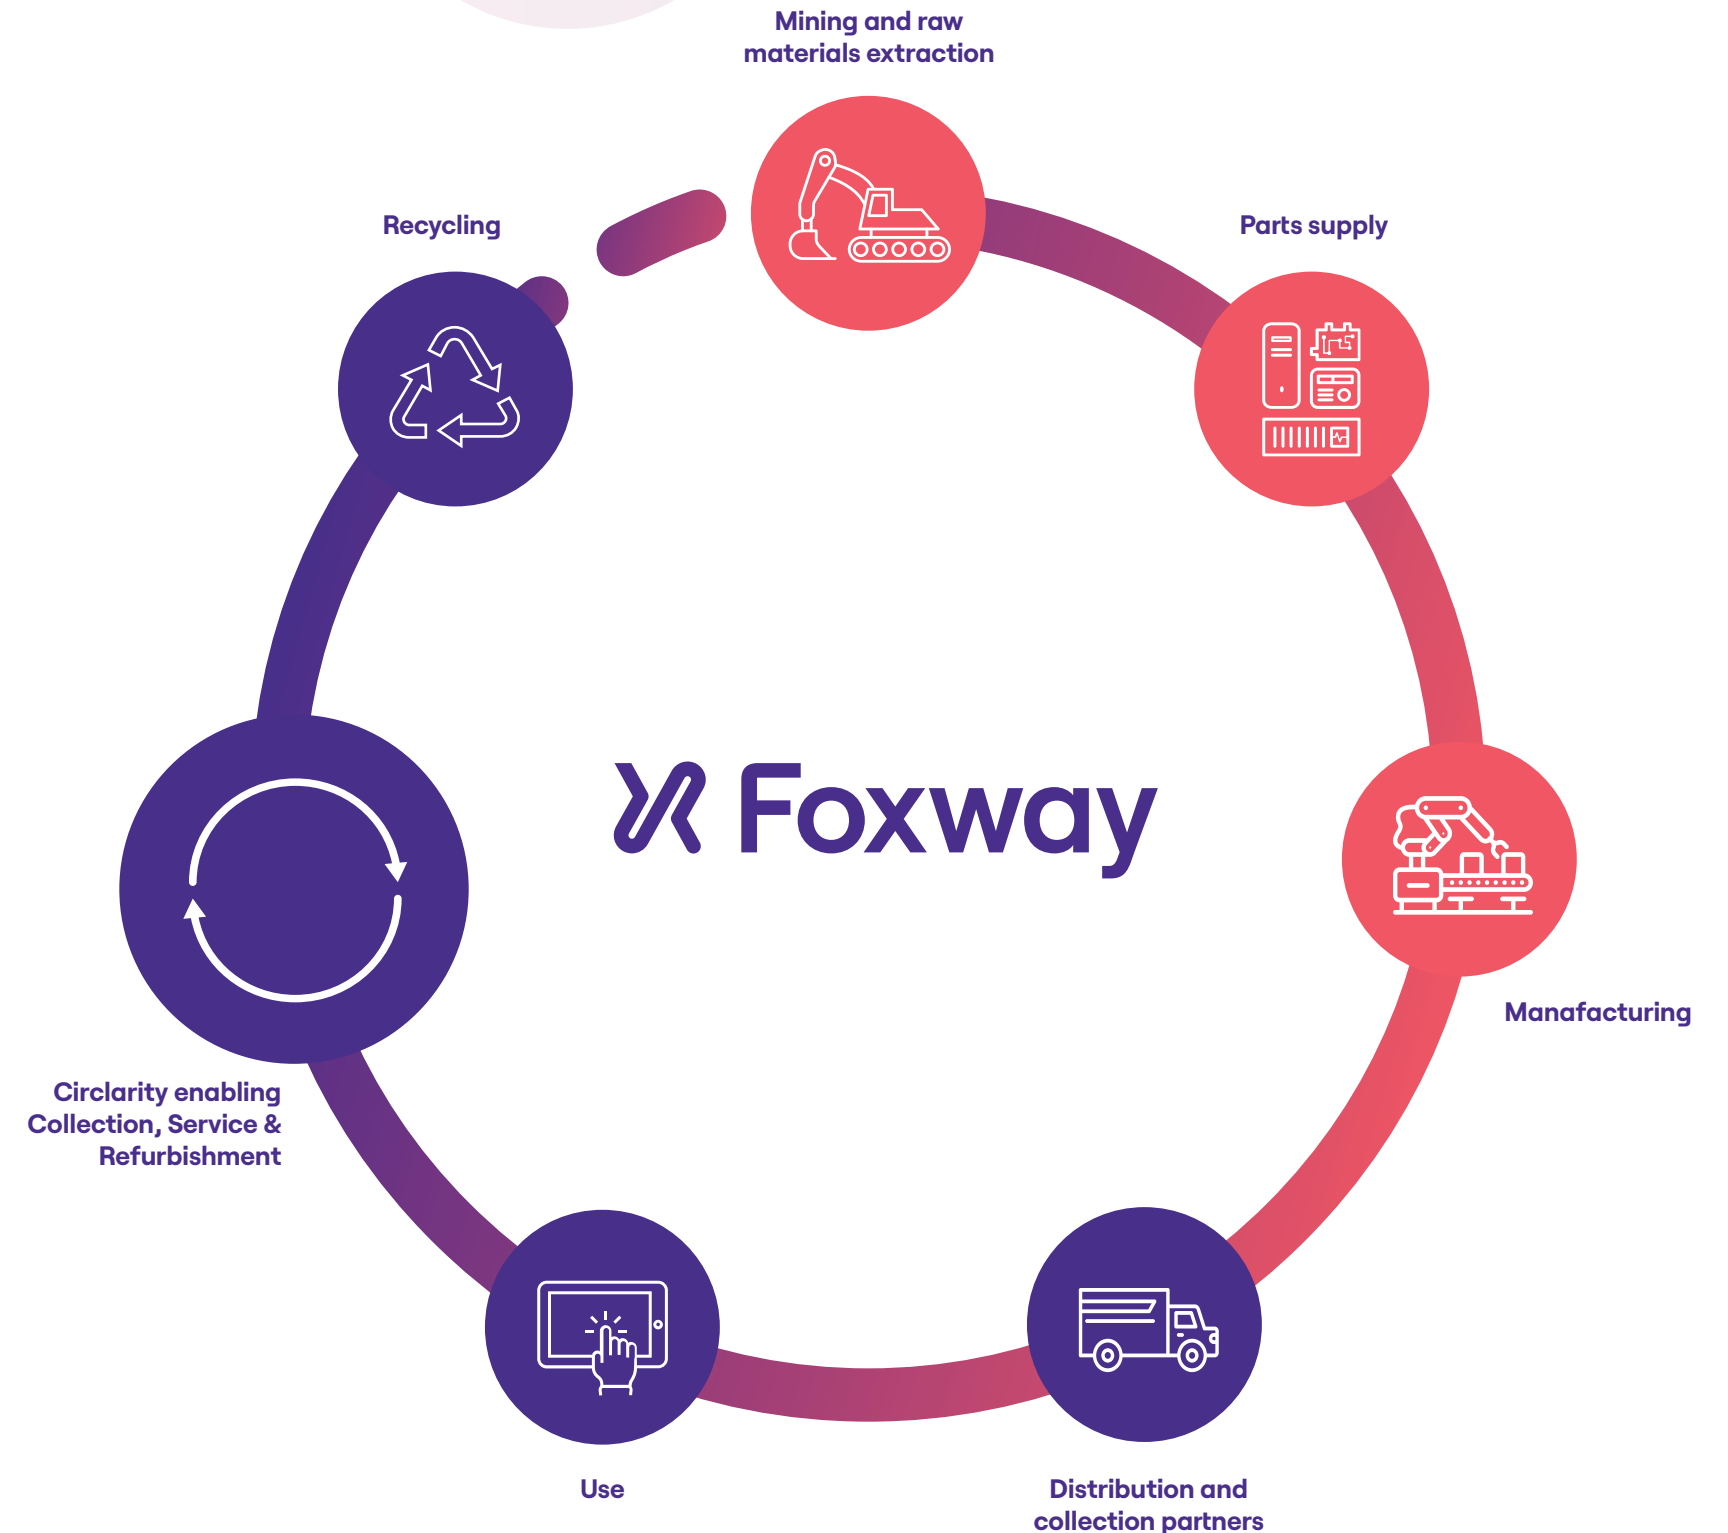 Mining and raw
materials extraction
Recycling
Parts supply
Foxway
Manafacturing
Circlarity enabling
Collection, Service &
Refurbishment
Use
Distribution and
collection partners